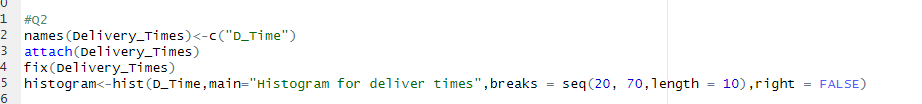 0
1 #Q2
2 names(Delivery_Times)<-c("D_Time")
3 attach(Delivery_Times)
4 fix(Delivery_Times)
5 histogram<-hist(D_Time,main="Histogram for deliver times",breaks = seq(20, 70,length = 10),right = FALSE)
6